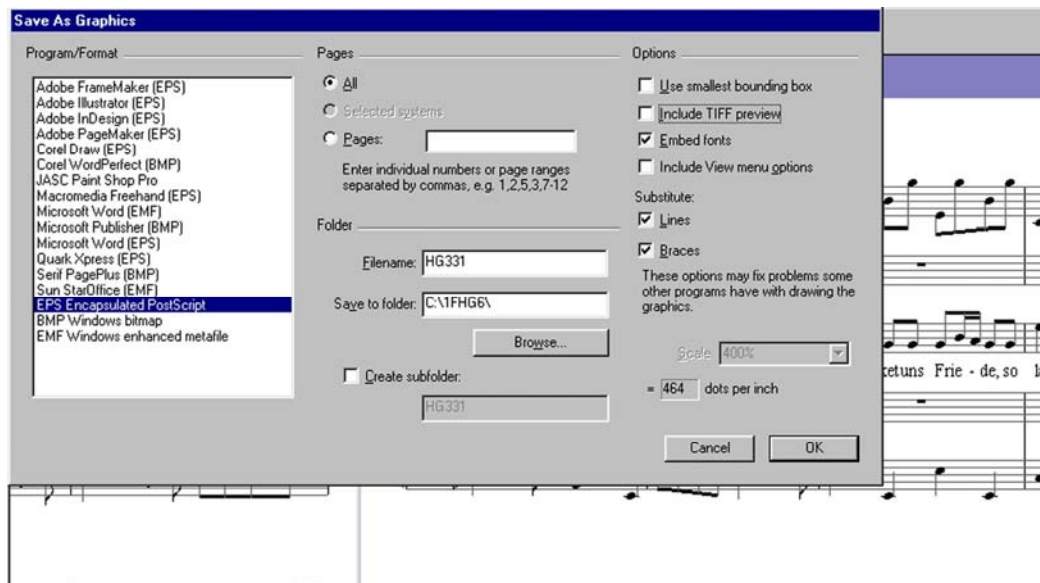 Save As Graphics
Program/Format
Adobe FrameMaker (EPS)
Adobe Illustrator (EPS)
Adobe InDesign (EPS)
Adobe PageMaker (EPS)
Corel Draw (EPS)
Corel WordPerfect (BMP)
JASC Paint Shop Pro
Macromedia Freehand (EPS)
Microsoft Word (EMF)
Microsoft Publisher (BMP)
Microsoft Word (EPS)
Quark Xpress (EPS)
Serif PagePlus (BMP)
Sun StarOffice (EMF)
EPS Encapsulated PostScript
BMP Windows bitmap
EMF Windows enhanced metafile
Pages
All
Selected systems
Pages:
Enter individual numbers or page ranges
separated by commas, e.g. 1,2,5,3,7-12
Folder
Filename: HG331
Save to folder: C:\1FHG6\
Browse...
Create subfolder:
HG331
Options
Use smallest bounding box
Include TIFF preview
Embed fonts
Include View menu options
Substitute:
Lines
Braces
These options may fix problems some
other programs have with drawing the
graphics.
Scale 400%
= 464 dots per inch
Cancel OK
ketuns Frie - de, so